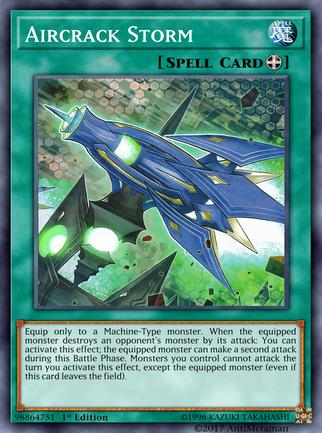 Aircrack Storm
[Spell Card]
Equip only to a Machine-Type monster. When the equipped
monster destroys an opponent's monster by its attack: You can
activate this effect; the equipped monster can make a second attack
during this Battle Phase. Monsters you control cannot attack the
turn you activate this effect, except the equipped monster (even if
this card leaves the field).
98864751 1st Edition ©1996 KAZUKI TAKAHASHI
©2017 AntiMetaman